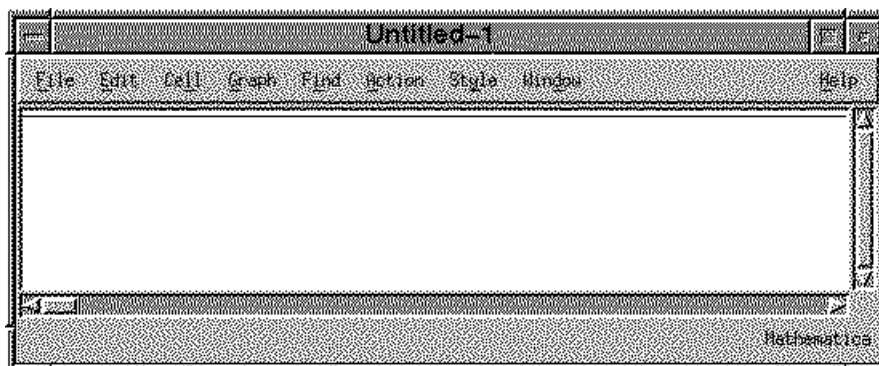 Untitled-1
File Edit Cell Graph Find Action Style Window Help
Mathematica